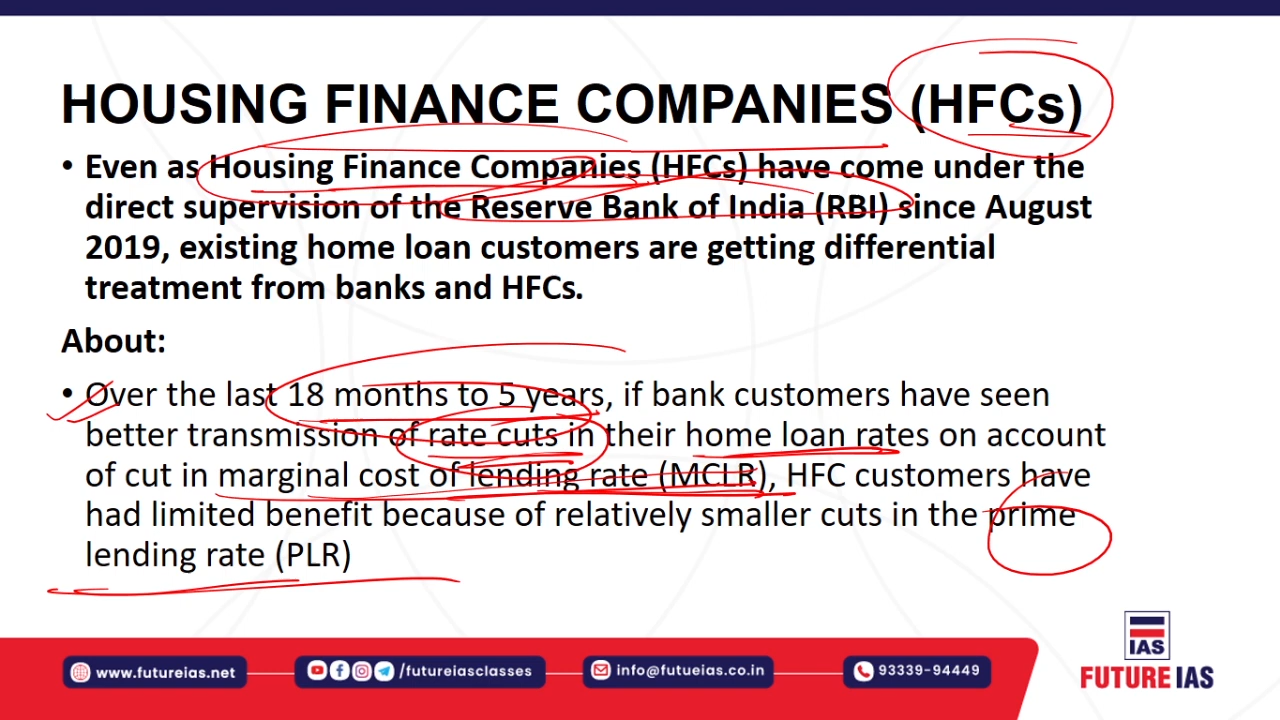 HOUSING FINANCE COMPANIES (HFCs)
• Even as Housing Finance Companies (HFCs) have come under the
direct supervision of the Reserve Bank of India (RBI) since August
2019, existing home loan customers are getting differential
treatment from banks and HFCs.
About:
• Over the last 18 months to 5 years, if bank customers have seen
better transmission of rate cuts in their home loan rates on account
of cut in marginal cost of lending rate (MCLR), HFC customers have
had limited benefit because of relatively smaller cuts in the prime
lending rate (PLR)
IAS
FUTURE IAS
www.futureias.net
/futureiasclasses
info@futueias.co.in
93339-94449